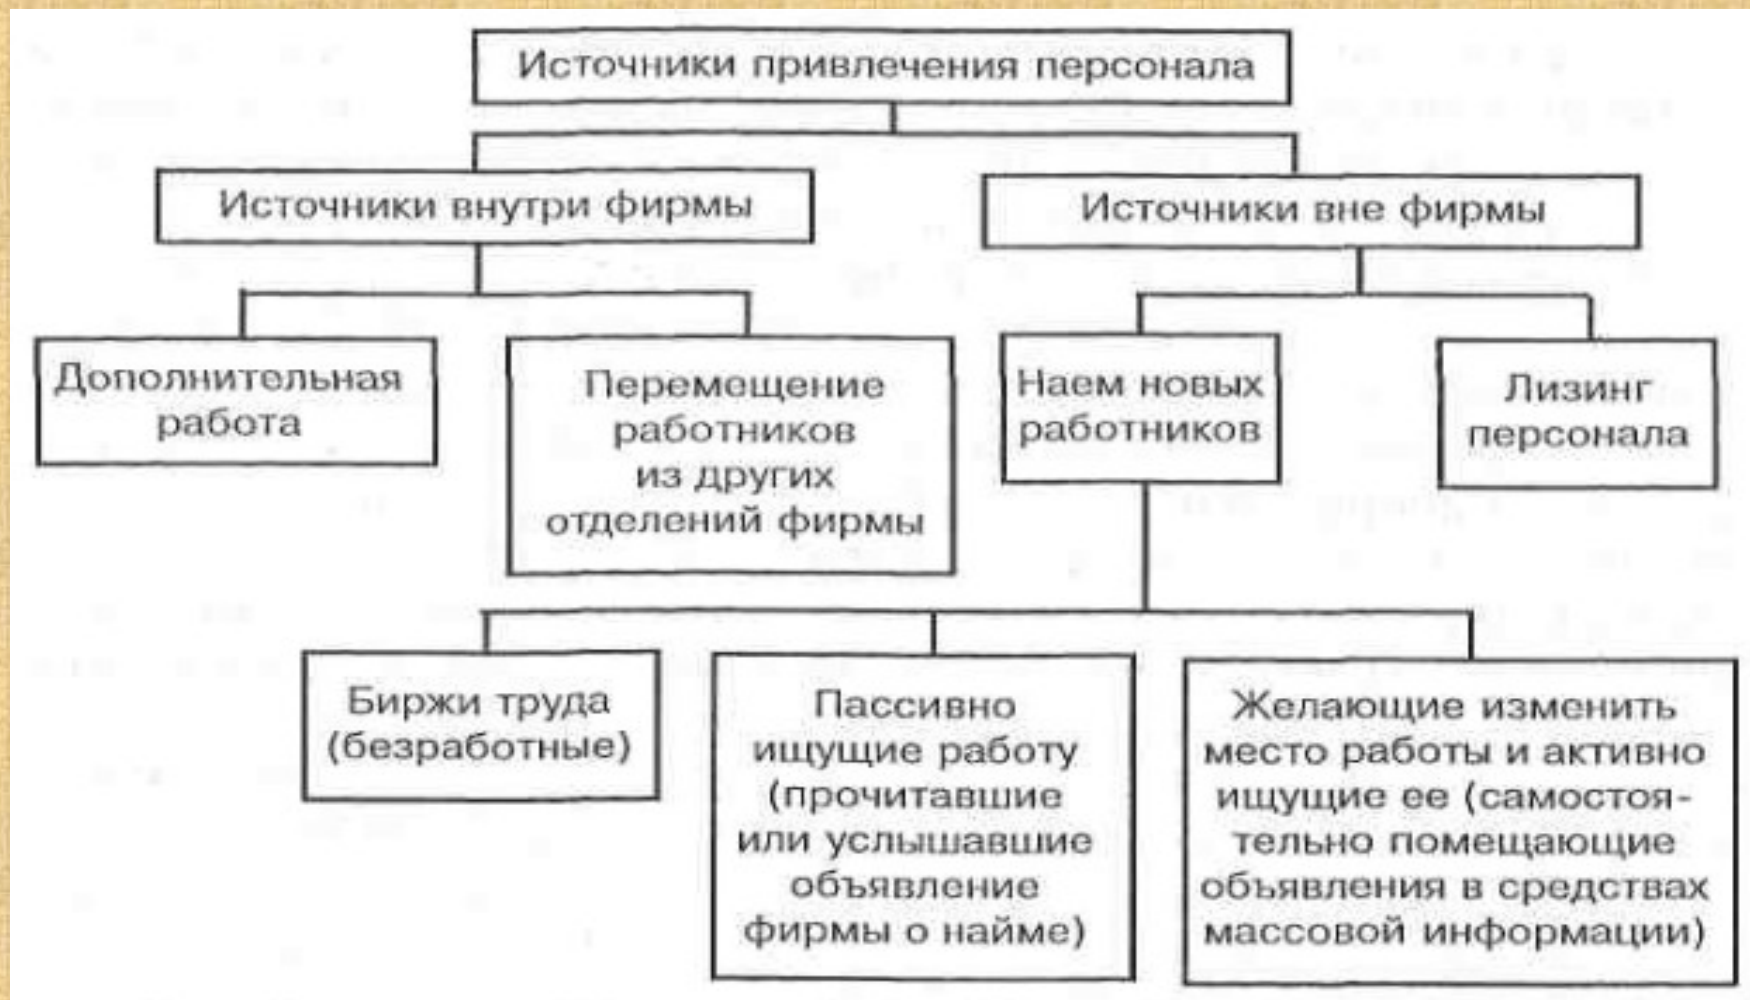 Источники привлечения персонала
Источники внутри фирмы
Источники вне фирмы
Дополнительная
работа
Перемещение
работников
из других
отделений фирмы
Наем новых
работников
Лизинг
персонала
Биржи труда
(безработные)
Пассивно
ищущие работу
(прочитавшие
или услышавшие
объявление
фирмы о найме)
Желающие изменить
место работы и активно
ищущие ее (самостоя-
тельно помещающие
объявления в средствах
массовой информации)